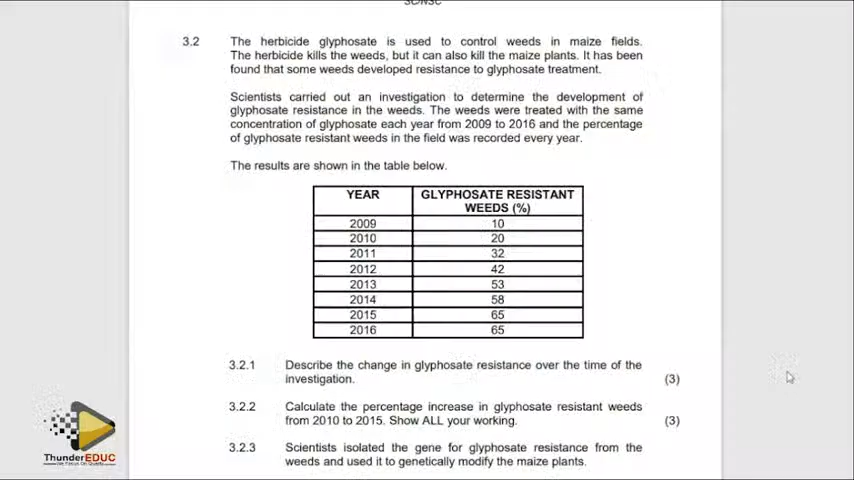 SC/NSC
3.2 The herbicide glyphosate is used to control weeds in maize fields.
The herbicide kills the weeds, but it can also kill the maize plants. It has been
found that some weeds developed resistance to glyphosate treatment.
Scientists carried out an investigation to determine the development of
glyphosate resistance in the weeds. The weeds were treated with the same
concentration of glyphosate each year from 2009 to 2016 and the percentage
of glyphosate resistant weeds in the field was recorded every year.
The results are shown in the table below.
YEAR GLYPHOSATE RESISTANT
WEEDS (%)
2009 10
2010 20
2011 32
2012 42
2013 53
2014 58
2015 65
2016 65
3.2.1 Describe the change in glyphosate resistance over the time of the
investigation. (3)
3.2.2 Calculate the percentage increase in glyphosate resistant weeds
from 2010 to 2015. Show ALL your working. (3)
3.2.3 Scientists isolated the gene for glyphosate resistance from the
weeds and used it to genetically modify the maize plants.
ThunderEDUC
We Focus On Quality